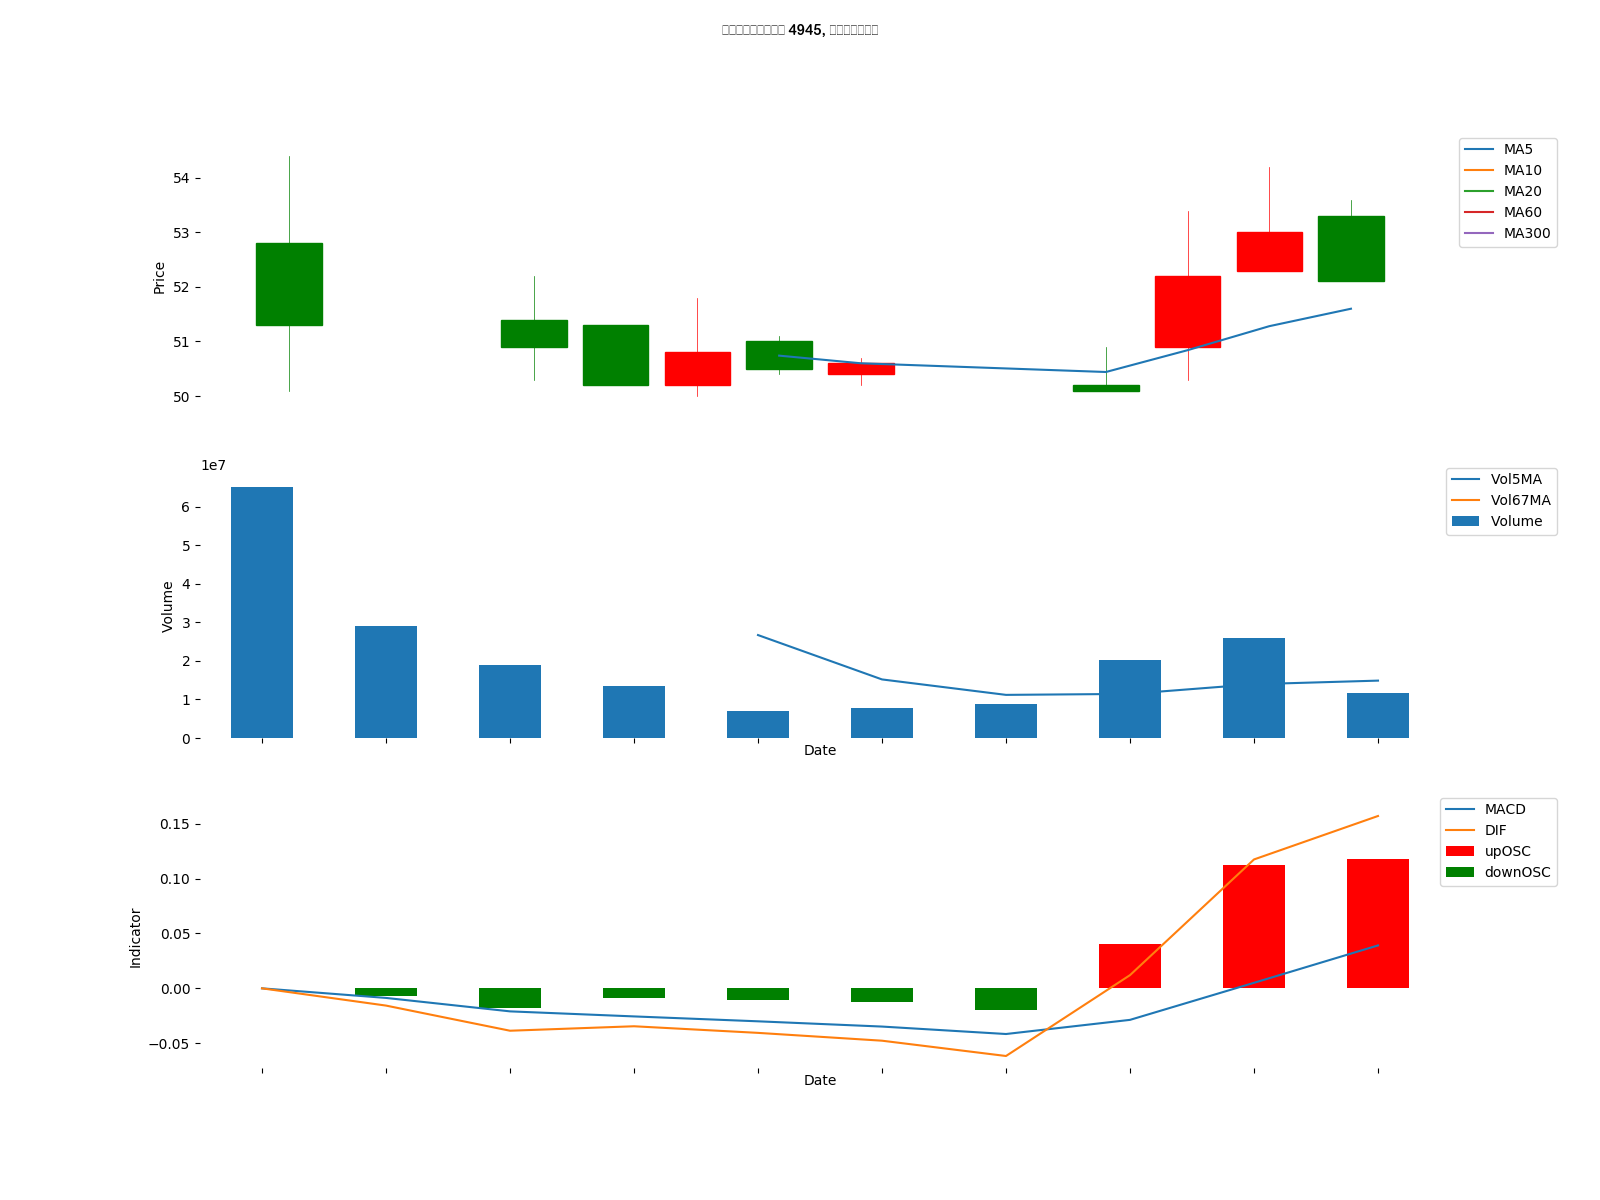 4945,
54
53
52
51
50
Price
MA5
MA10
MA20
MA60
MA300
1e7
6
5
4
3
2
1
0
Volume
Date
Vol5MA
Vol67MA
Volume
0.15
0.10
0.05
0.00
−0.05
Indicator
Date
MACD
DIF
upOSC
downOSC